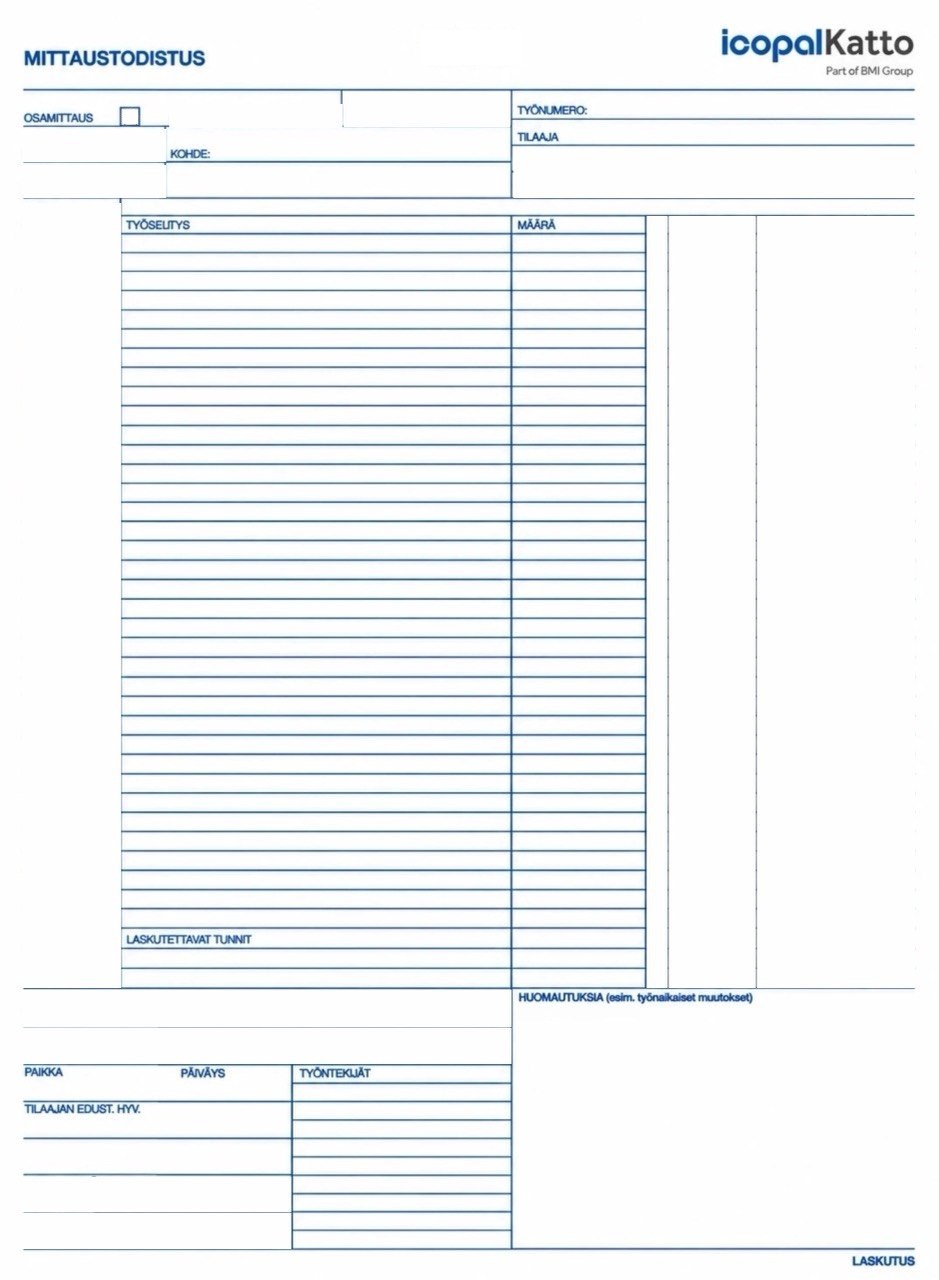 MITTAUSTODISTUS
icopalKatto
Part of BMI Group
OSAMITTAUS
TYÖNUMERO:
TILAAJA
KOHDE:
TYÖSELITYS
MÄÄRÄ
LASKUTETTAVAT TUNNIT
HUOMAUTUKSIA (esim. työnaikaiset muutokset)
PAIKKA
PÄIVÄYS
TYÖNTEKIJÄT
TILAAJAN EDUST. HYV.
LASKUTUS